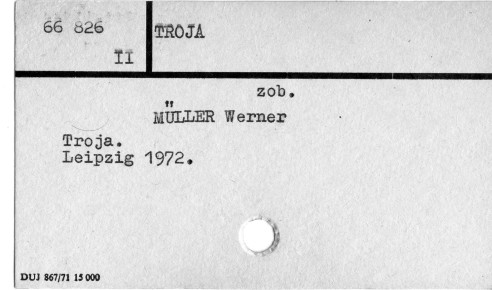 66 826
II
TROJA
zob.
MÜLLER Werner
Troja.
Leipzig 1972.
DUJ 867/71 15 000